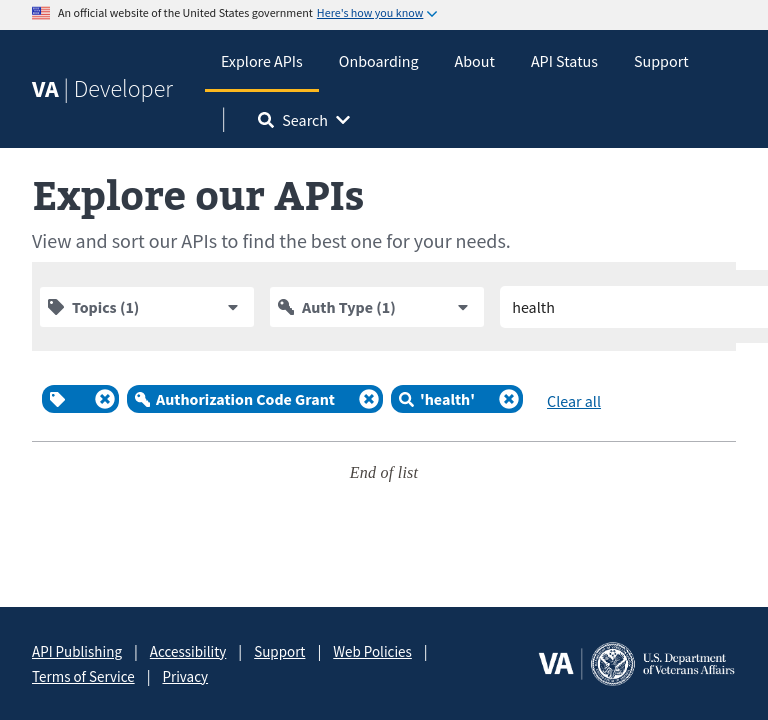 An official website of the United States government Here's how you know
VA | Developer
Explore APIs
Onboarding
About
API Status
Support
Search
Explore our APIs
View and sort our APIs to find the best one for your needs.
Topics (1)
Auth Type (1)
health
Authorization Code Grant
'health'
Clear all
End of list
API Publishing | Accessibility | Support | Web Policies |
Terms of Service | Privacy
VA | U.S. Department
of Veterans Affairs